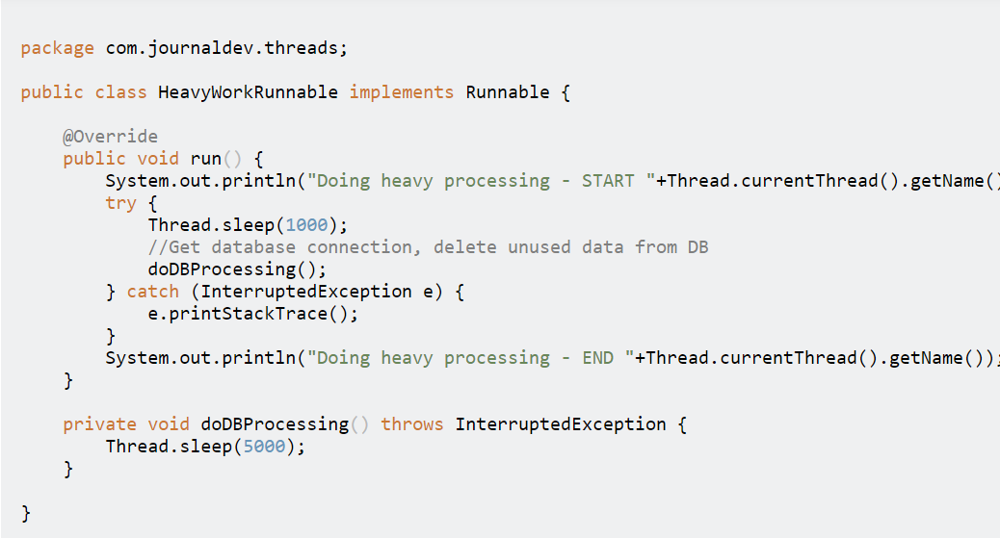 package com.journaldev.threads;
public class HeavyWorkRunnable implements Runnable {
@Override
public void run() {
System.out.println("Doing heavy processing - START "+Thread.currentThread().getName()
try {
Thread.sleep(1000);
//Get database connection, delete unused data from DB
doDBProcessing();
} catch (InterruptedException e) {
e.printStackTrace();
}
System.out.println("Doing heavy processing - END "+Thread.currentThread().getName());
}
private void doDBProcessing() throws InterruptedException {
Thread.sleep(5000);
}
}